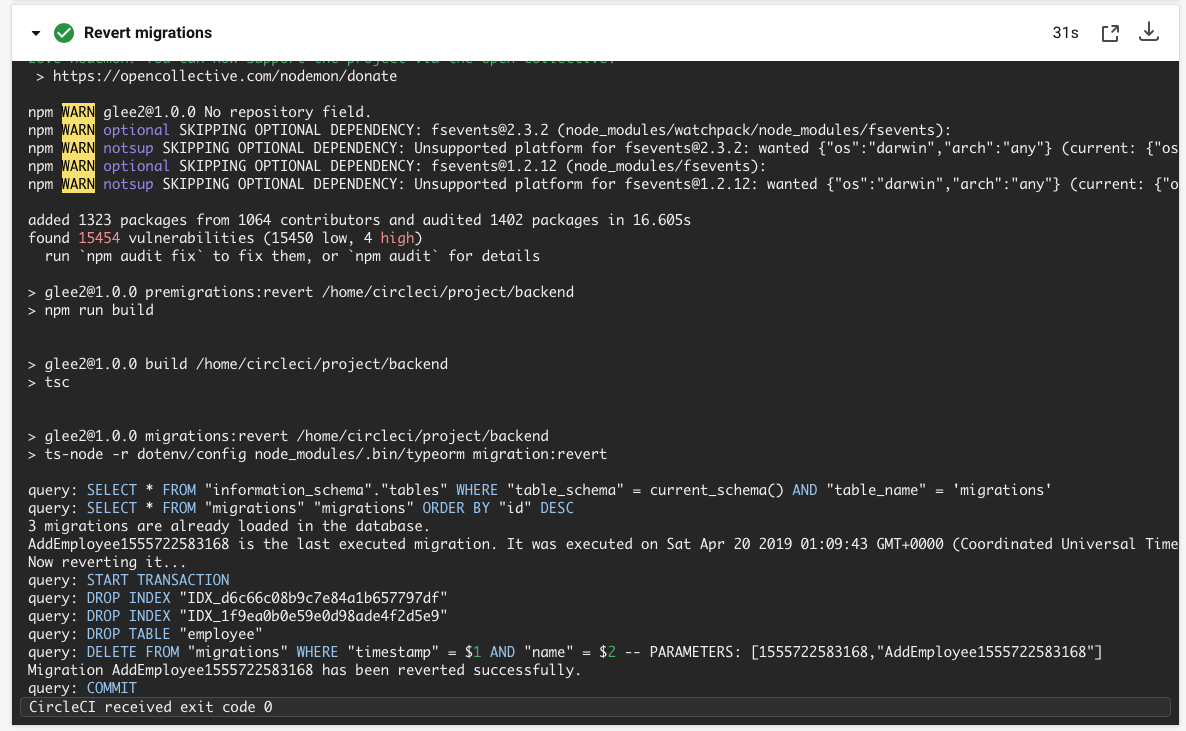 Revert migrations
31s
Love nodemon? You can now support the project via the open collective:
> https://opencollective.com/nodemon/donate
npm WARN glee2@1.0.0 No repository field.
npm WARN optional SKIPPING OPTIONAL DEPENDENCY: fsevents@2.3.2 (node_modules/watchpack/node_modules/fsevents):
npm WARN notsup SKIPPING OPTIONAL DEPENDENCY: Unsupported platform for fsevents@2.3.2: wanted {"os":"darwin","arch":"any"} (current: {"os
npm WARN optional SKIPPING OPTIONAL DEPENDENCY: fsevents@1.2.12 (node_modules/fsevents):
npm WARN notsup SKIPPING OPTIONAL DEPENDENCY: Unsupported platform for fsevents@1.2.12: wanted {"os":"darwin","arch":"any"} (current: {"o
added 1323 packages from 1064 contributors and audited 1402 packages in 16.605s
found 15454 vulnerabilities (15450 low, 4 high)
run `npm audit fix` to fix them, or `npm audit` for details
> glee2@1.0.0 premigrations:revert /home/circleci/project/backend
> npm run build
> glee2@1.0.0 build /home/circleci/project/backend
> tsc
> glee2@1.0.0 migrations:revert /home/circleci/project/backend
> ts-node -r dotenv/config node_modules/.bin/typeorm migration:revert
query: SELECT * FROM "information_schema"."tables" WHERE "table_schema" = current_schema() AND "table_name" = 'migrations'
query: SELECT * FROM "migrations" "migrations" ORDER BY "id" DESC
3 migrations are already loaded in the database.
AddEmployee1555722583168 is the last executed migration. It was executed on Sat Apr 20 2019 01:09:43 GMT+0000 (Coordinated Universal Time
Now reverting it...
query: START TRANSACTION
query: DROP INDEX "IDX_d6c66c08b9c7e84a1b657797df"
query: DROP INDEX "IDX_1f9ea0b0e59e0d98ade4f2d5e9"
query: DROP TABLE "employee"
query: DELETE FROM "migrations" WHERE "timestamp" = $1 AND "name" = $2 -- PARAMETERS: [1555722583168,"AddEmployee1555722583168"]
Migration AddEmployee1555722583168 has been reverted successfully.
query: COMMIT
CircleCI received exit code 0